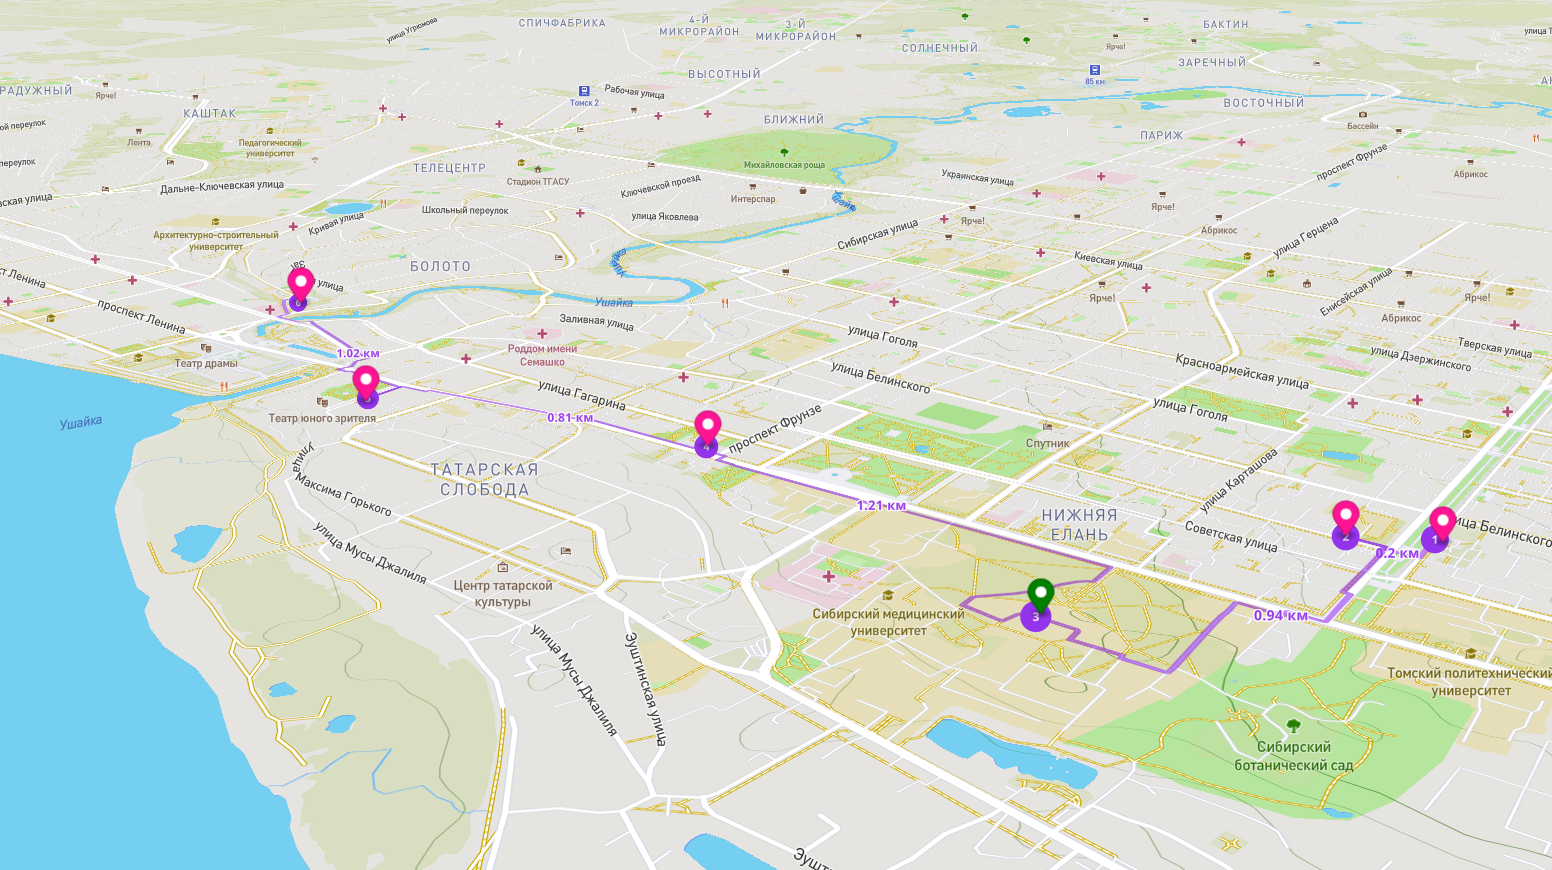 улица Угрюмова
СПИЧФАБРИКА
4-Й
МИКРОРАЙОН
3-Й
МИКРОРАЙОН
СОЛНЕЧНЫЙ
БАКТИН
Ярче!
ЗАРЕЧНЫЙ
85 км
ВЫСОТНЫЙ
РАДУЖНЫЙ
Ярче!
КАШТАК
Томск 2
Рабочая улица
БЛИЖНИЙ
ВОСТОЧНЫЙ
ПАРИЖ
Бассейн
ой переулок
Лента
Педагогический
университет
переулок
ТЕЛЕЦЕНТР
Стадион ТГАСУ
Михайловская роща
проспект Фрунзе
Абрикос
Дальне-Ключевская улица
Ключевской проезд
Интерспар
Украинская улица
Ярче!
вская улица
Школьный переулок
улица Яковлева
Ярче!
Абрикос
Кривая улица
Архитектурно-строительный
университет
Сибирская улица
улица Герцена
БОЛОТО
Киевская улица
кт Ленина
улица
Ушайка
Ярче!
Енисейская улица
Ярче!
Абрикос
6
проспект Ленина
Заливная улица
улица Гоголя
Тверская улица
1.02 км
Театр драмы
Роддом имени
Семашко
улица Дзержинского
Красноармейская улица
улица Белинского
5
улица Гагарина
улица Гоголя
0.81 км
Театр юного зрителя
Ушайка
проспект Фрунзе
Спутник
4
улица
ТАТАРСКАЯ
СЛОБОДА
улица Карташова
Максима Горького
1.21 км
НИЖНЯЯ
ЕЛАНЬ
Советская улица
улица Белинского
2
1
0.2 км
улица Мусы Джалиля
Центр татарской
культуры
Сибирский медицинский
университет
3
0.94 км
улица Мусы Джалиля
Эуштинская улица
Томский политехнический
университет
Сибирский
ботанический сад
Эушт